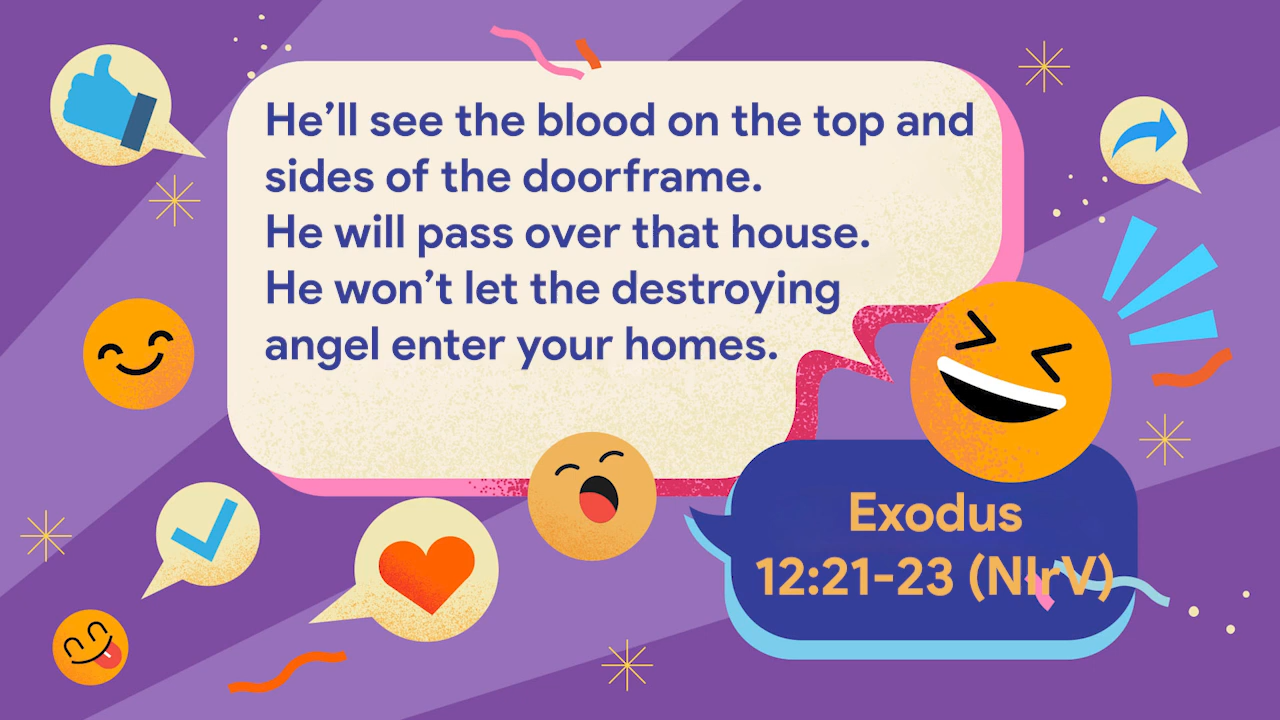 He’ll see the blood on the top and
sides of the doorframe.
He will pass over that house.
He won’t let the destroying
angel enter your homes.
Exodus
12:21-23 (NIrV)